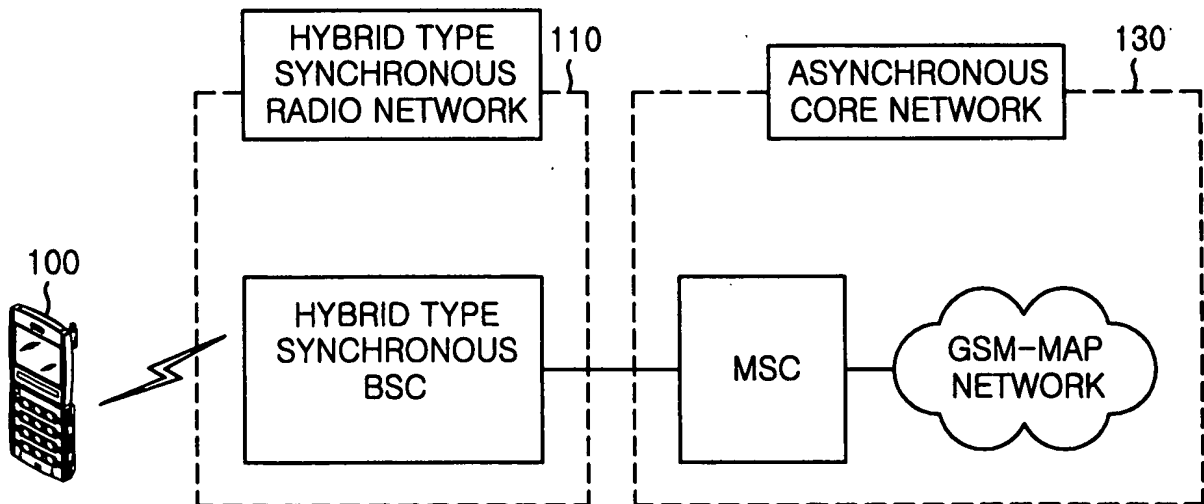 HYBRID TYPE
SYNCHRONOUS
RADIO NETWORK
110
ASYNCHRONOUS
CORE NETWORK
130
100
HYBRID TYPE
SYNCHRONOUS
BSC
MSC
GSM-MAP
NETWORK